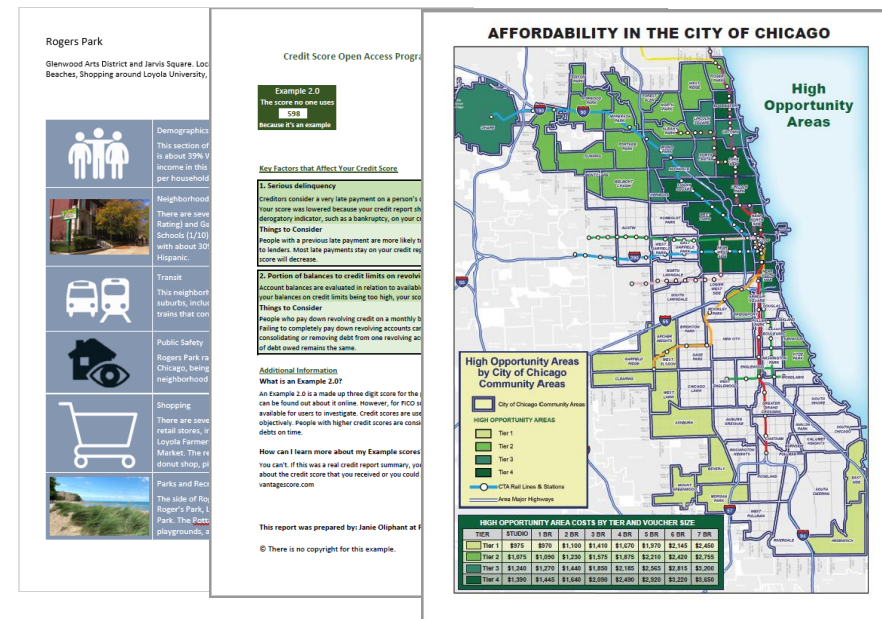 Rogers Park
Glenwood Arts District and Jarvis Square. Loc
Beaches, Shopping around Loyola University,
Demographics
This section of
is about 39% W
income in this
per household
Neighborhood
There are seve
Rating) and Ga
Schools (1/10)
with about 30%
Hispanic.
Transit
This neighborh
suburbs, inclu
trains that con
Public Safety
Rogers Park ra
Chicago, being
neighborhood
Shopping
There are seve
retail stores, i
Loyola Farmer
Market. The re
donut shop, pi
Parks and Recr
The side of Rog
Roger's Park, L
Park. The Pott
playgrounds, a
Credit Score Open Access Progra
Example 2.0
The score no one uses
598
Because it's an example
Key Factors that Affect Your Credit Score
1. Serious delinquency
Creditors consider a very late payment on a person's c
Your score was lowered because your credit report sh
derogatory indicator, such as a bankruptcy, on your cr
Things to Consider
People with a previous late payment are more likely t
to lenders. Most late payments stay on your credit rep
score will decrease.
2. Portion of balances to credit limits on revolvi
Account balances are evaluated in relation to availabl
your balances on credit limits being too high, your sco
Things to Consider
People who pay down revolving credit on a monthly b
Failing to completely pay down revolving accounts car
consolidating or removing debt from one revolving ac
of debt owed remains the same.
Additional Information
What is an Example 2.0?
An Example 2.0 is a made up three digit score for the p
can be found out about it online. However, for FICO s
available for users to investigate. Credit scores are use
objectively. People with higher credit scores are consi
debts on time.
How can I learn more about my Example scores
You can't. If this was a real credit report summary, you
about the credit score that you received or you could
vantagescore.com
This report was prepared by: Janie Oliphant at F
© There is no copyright for this example.
AFFORDABILITY IN THE CITY OF CHICAGO
High
Opportunity
Areas
High Opportunity Areas
by City of Chicago
Community Areas
City of Chicago Community Areas
HIGH OPPORTUNITY AREAS
Tier 1
Tier 2
Tier 3
Tier 4
CTA Rail Lines & Stations
Area Major Highways
HIGH OPPORTUNITY AREA COSTS BY TIER AND VOUCHER SIZE
TIER STUDIO 1 BR 2 BR 3 BR 4 BR 5 BR 6 BR 7 BR
Tier 1 $975 $970 $1,100 $1,410 $1,670 $1,970 $2,145 $2,450
Tier 2 $1,075 $1,090 $1,230 $1,575 $1,875 $2,210 $2,420 $2,755
Tier 3 $1,240 $1,270 $1,440 $1,850 $2,185 $2,565 $2,815 $3,200
Tier 4 $1,390 $1,445 $1,640 $2,090 $2,490 $2,920 $3,220 $3,650